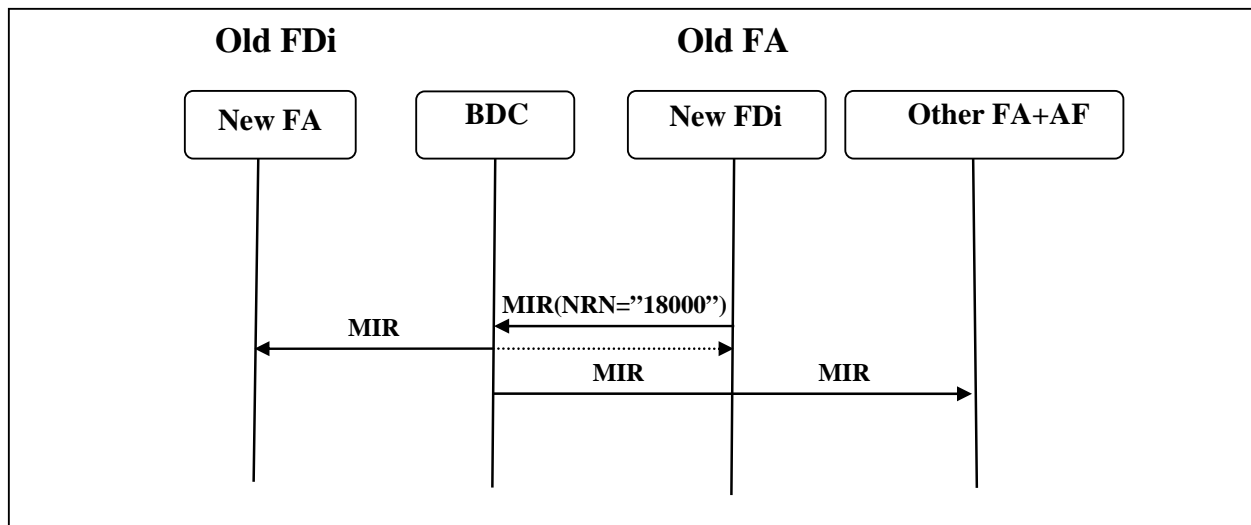 Old FDi Old FA
New FA BDC New FDi Other FA+AF
MIR(NRN=”18000”)
MIR
MIR MIR